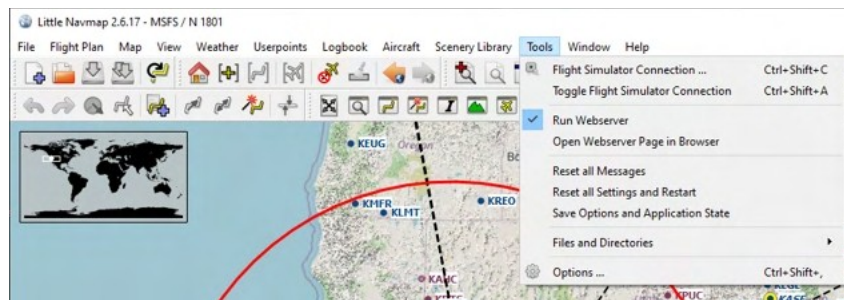 Little Navmap 2.6.17 - MSFS / N 1801
File Flight Plan Map View Weather Userpoints Logbook Aircraft Scenery Library Tools Window Help
Flight Simulator Connection ... Ctrl+Shift+C
Toggle Flight Simulator Connection Ctrl+Shift+A
Run Webserver
Open Webserver Page in Browser
Reset all Messages
Reset all Settings and Restart
Save Options and Application State
Files and Directories
Options ... Ctrl+Shift+,
KEUG Oregon
KMFR
KLMT
KREO
KPUC